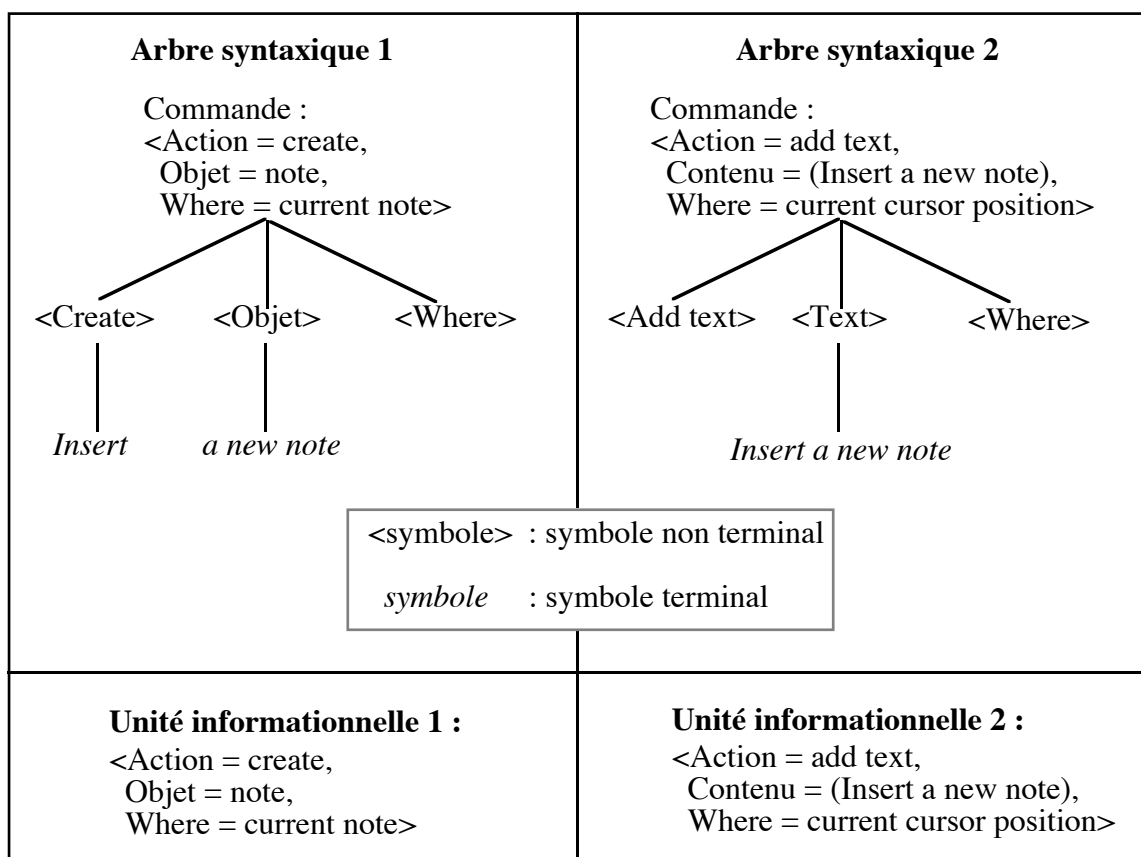 Arbre syntaxique 1
Commande :
<Action = create,
Objet = note,
Where = current note>
<Create> <Objet> <Where>
Insert a new note
Arbre syntaxique 2
Commande :
<Action = add text,
Contenu = (Insert a new note),
Where = current cursor position>
<Add text> <Text> <Where>
Insert a new note
<symbole> : symbole non terminal
symbole : symbole terminal
Unité informationnelle 1 :
<Action = create,
Objet = note,
Where = current note>
Unité informationnelle 2 :
<Action = add text,
Contenu = (Insert a new note),
Where = current cursor position>